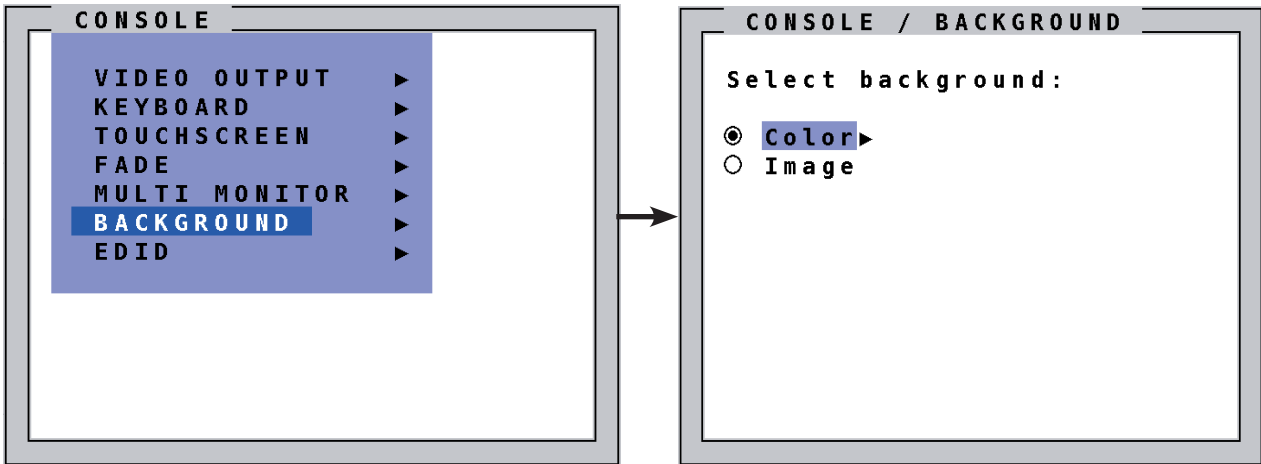 CONSOLE
VIDEO OUTPUT ▶
KEYBOARD ▶
TOUCHSCREEN ▶
FADE ▶
MULTI MONITOR ▶
BACKGROUND ▶
EDID ▶
CONSOLE / BACKGROUND
Select background:
Color▶
Image